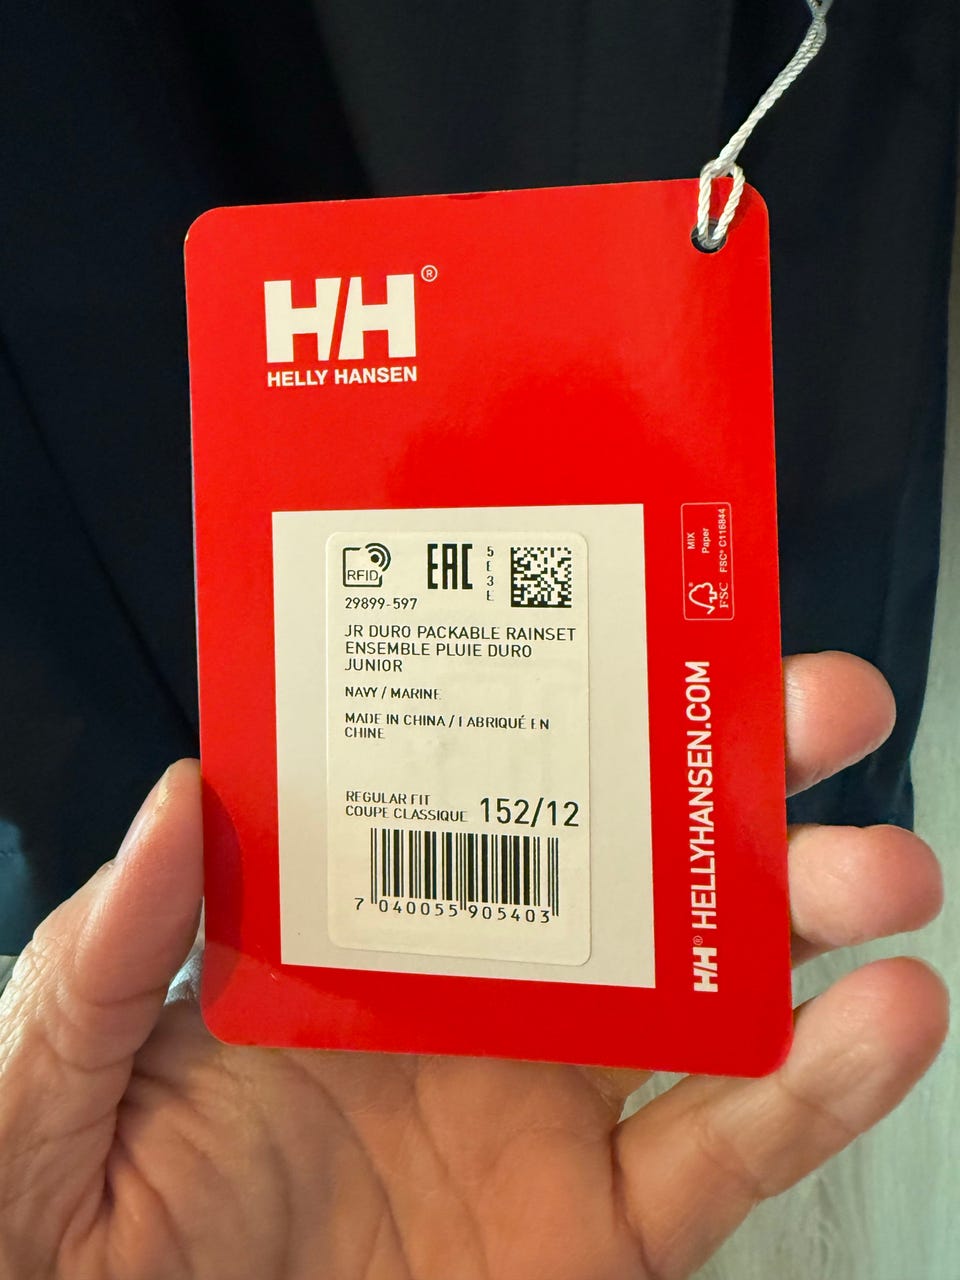 HH®
HELLY HANSEN
RFID
EAC
5
E
3
E
29899-597
JR DURO PACKABLE RAINSET
ENSEMBLE PLUIE DURO
JUNIOR
NAVY / MARINE
MADE IN CHINA / FABRIQUÉ EN
CHINE
REGULAR FIT
COUPE CLASSIQUE 152/12
7 040055 905403
MIX
Paper
FSC® C116844
FSC®
HH® HELLYHANSEN.COM